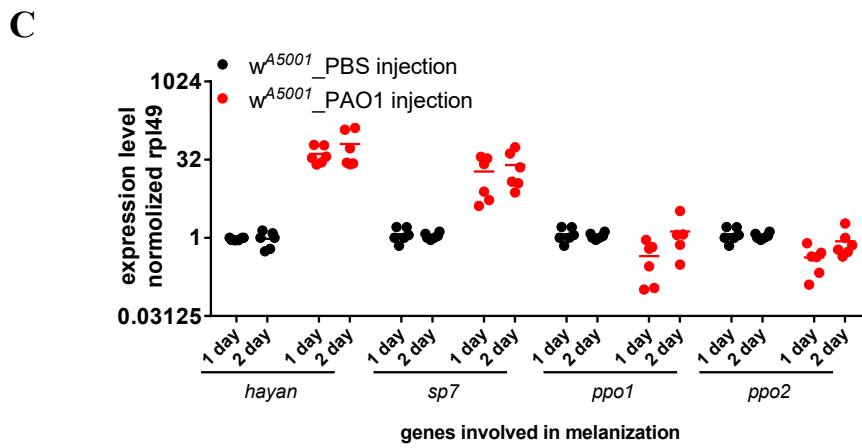 C
w^A5001_PBS injection
w^A5001_PAO1 injection
expression level
normolized rpl49
1024
32
1
0.03125
1 day 2 day 1 day 2 day 1 day 2 day 1 day 2 day 1 day 2 day 1 day 2 day 1 day 2 day 1 day 2 day
hayan sp7 ppo1 ppo2
genes involved in melanization